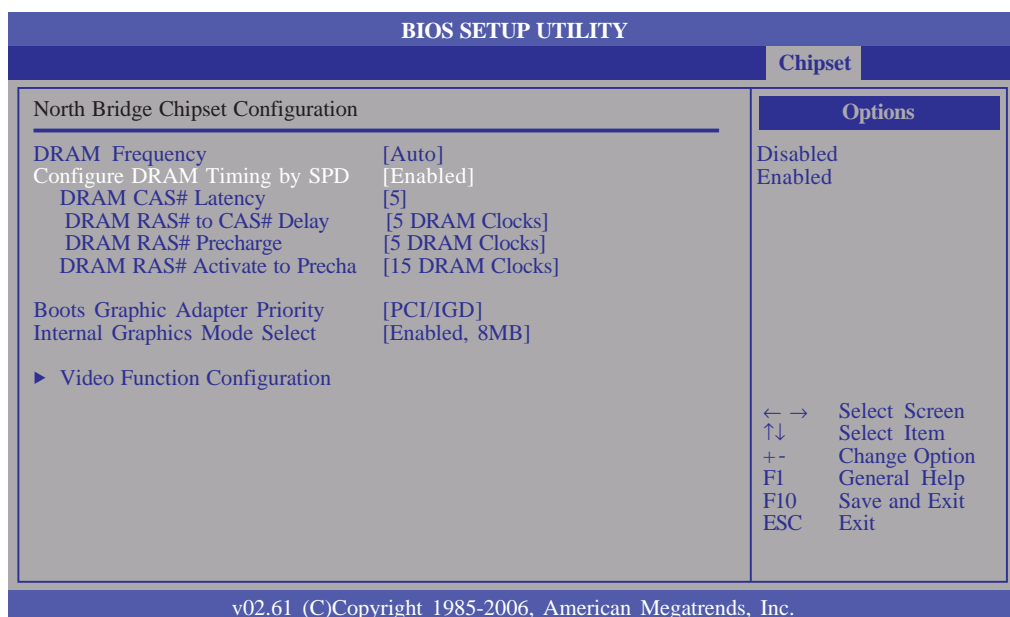 BIOS SETUP UTILITY
Chipset
North Bridge Chipset Configuration
DRAM Frequency [Auto]
Configure DRAM Timing by SPD [Enabled]
DRAM CAS# Latency [5]
DRAM RAS# to CAS# Delay [5 DRAM Clocks]
DRAM RAS# Precharge [5 DRAM Clocks]
DRAM RAS# Activate to Precha [15 DRAM Clocks]
Boots Graphic Adapter Priority [PCI/IGD]
Internal Graphics Mode Select [Enabled, 8MB]
► Video Function Configuration
Options
Disabled
Enabled
← → Select Screen
↑↓ Select Item
+- Change Option
F1 General Help
F10 Save and Exit
ESC Exit
v02.61 (C)Copyright 1985-2006, American Megatrends, Inc.